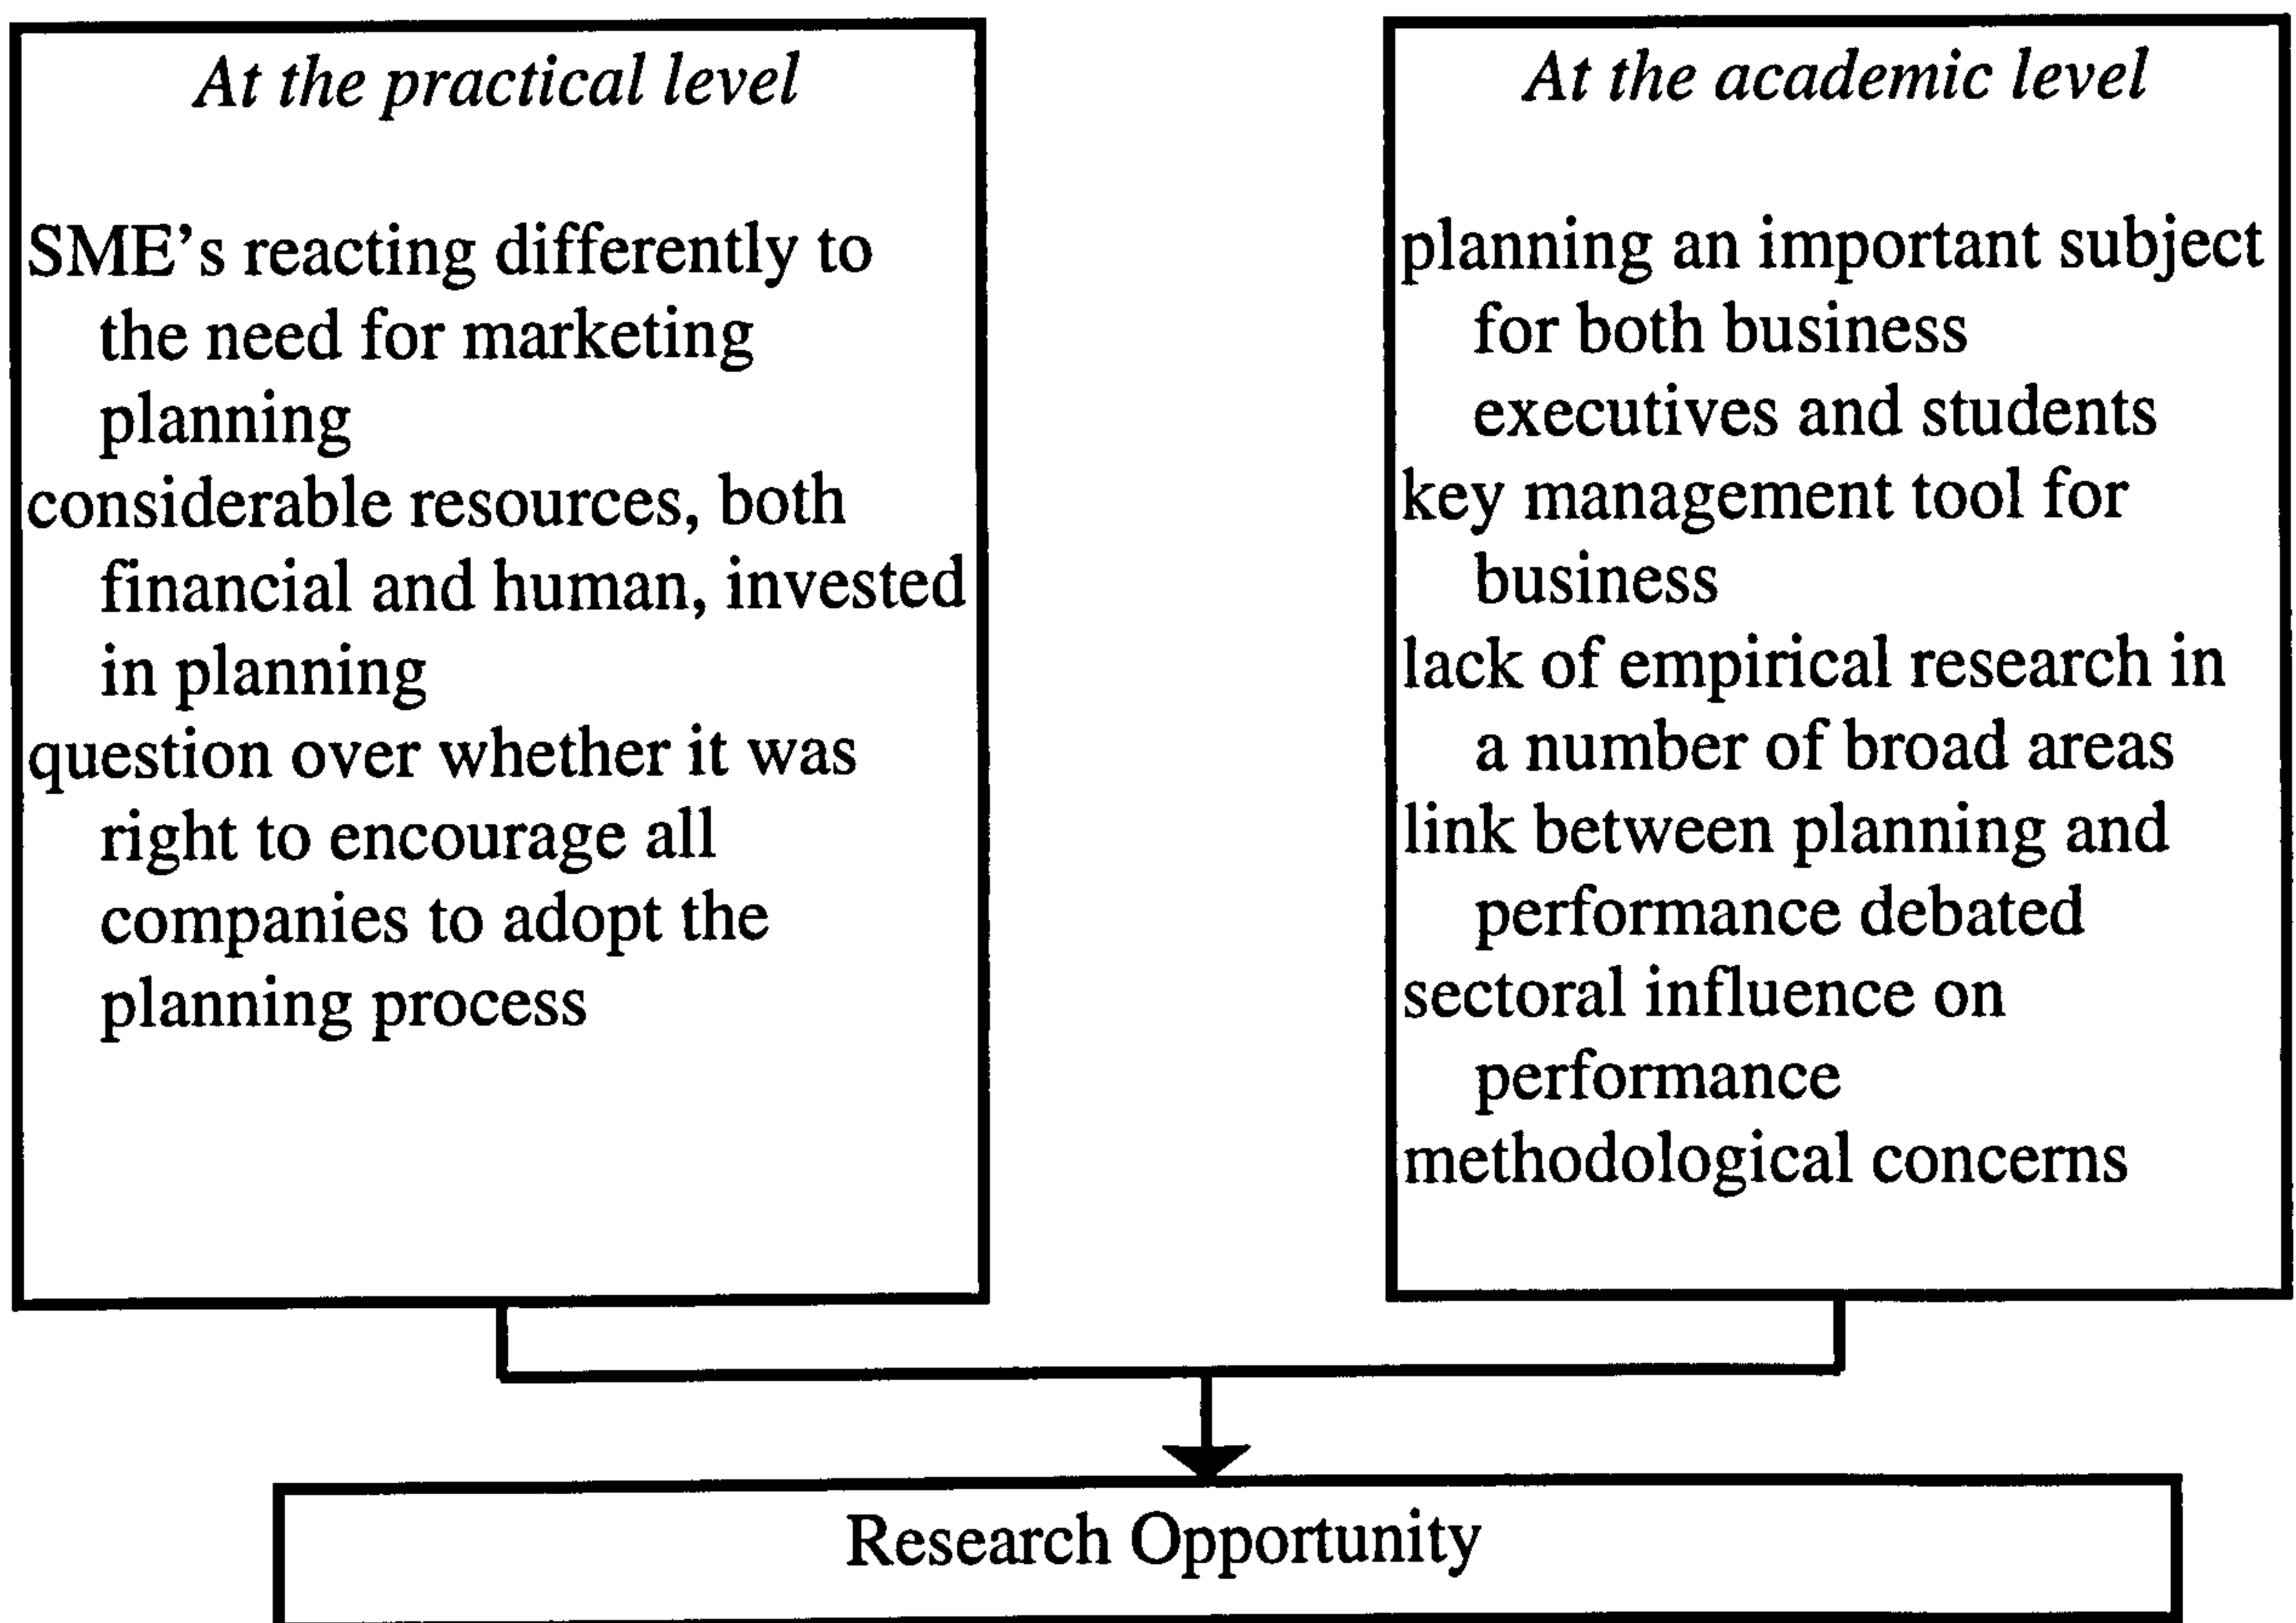 At the practical level
SME's reacting differently to
the need for marketing
planning
considerable resources, both
financial and human, invested
in planning
question over whether it was
right to encourage all
companies to adopt the
planning process
At the academic level
planning an important subject
for both business
executives and students
key management tool for
business
lack of empirical research in
a number of broad areas
link between planning and
performance debated
sectoral influence on
performance
methodological concerns
Research Opportunity